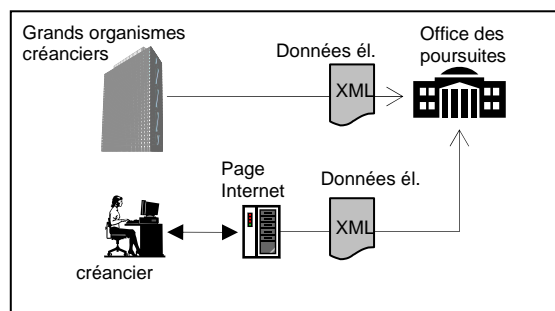 Grands organismes
créanciers
Données él.
XML
Office des
poursuites
Page
Internet
Données él.
XML
créancier